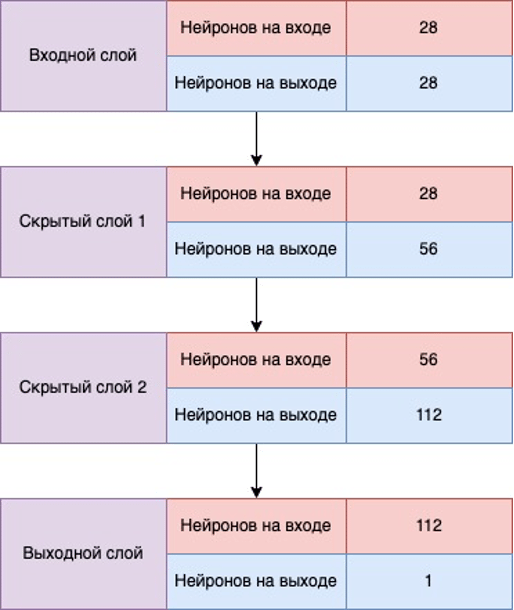 Входной слой
Нейронов на входе
28
Нейронов на выходе
28
Скрытый слой 1
Нейронов на входе
28
Нейронов на выходе
56
Скрытый слой 2
Нейронов на входе
56
Нейронов на выходе
112
Выходной слой
Нейронов на входе
112
Нейронов на выходе
1